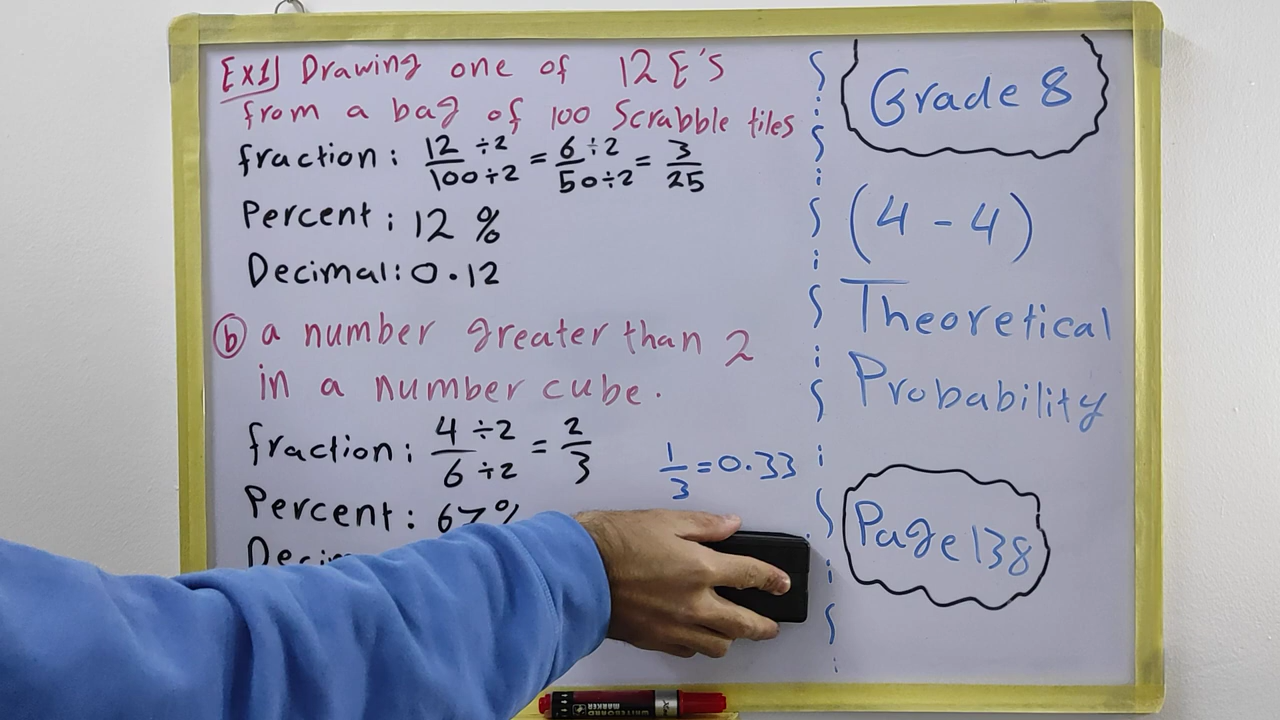 [Ex1] Drawing one of 12 E's
from a bag of 100 Scrabble tiles
fraction: 12 ÷2 / 100 ÷2 = 6 ÷2 / 50 ÷2 = 3/25
Percent: 12 %
Decimal: 0.12
(b) a number greater than 2
in a number cube.
fraction: 4 ÷2 / 6 ÷2 = 2/3
1/3 = 0.33
Percent: 67%
Grade 8
(4-4)
Theoretical
Probability
Page 138
WHITEBOARD
MARKER